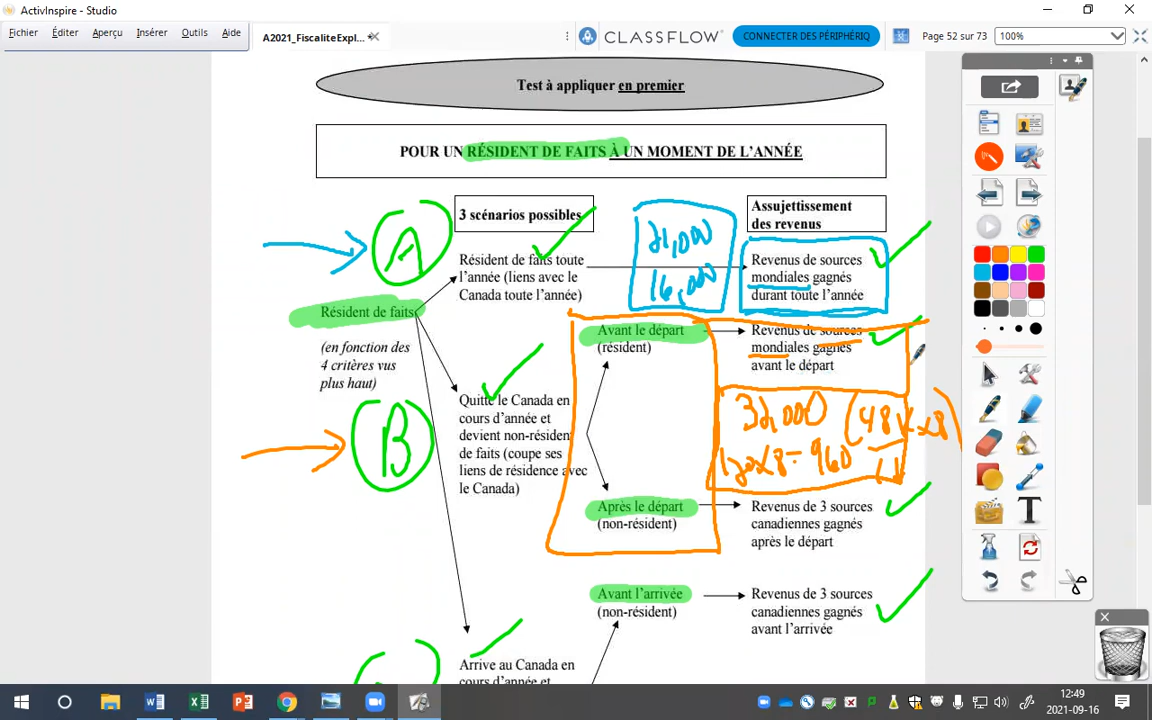 ActivInspire - Studio
Fichier Éditer Aperçu Insérer Outils Aide
A2021_FiscaliteExpl...
CLASSFLOW
CONNECTER DES PÉRIPHÉRIQ
Page 52 sur 73
100%
Test à appliquer en premier
POUR UN RÉSIDENT DE FAITS À UN MOMENT DE L'ANNÉE
3 scénarios possibles
Assujettissement
des revenus
A
21,000
16,000
Résident de faits toute
l'année (liens avec le
Canada toute l'année)
Revenus de sources
mondiales gagnés
durant toute l'année
Résident de faits
(en fonction des
4 critères vus
plus haut)
Avant le départ
(résident)
Revenus de sources
mondiales gagnés
avant le départ
B
Quitte le Canada en
cours d'année et
devient non-résiden
de faits (coupe ses
liens de résidence avec
le Canada)
32,000 (48K x8)
120x8= 960
Après le départ
(non-résident)
Revenus de 3 sources
canadiennes gagnés
après le départ
Avant l'arrivée
(non-résident)
Revenus de 3 sources
canadiennes gagnés
avant l'arrivée
Arrive au Canada en
cours d'année et
T
12:49
2021-09-16